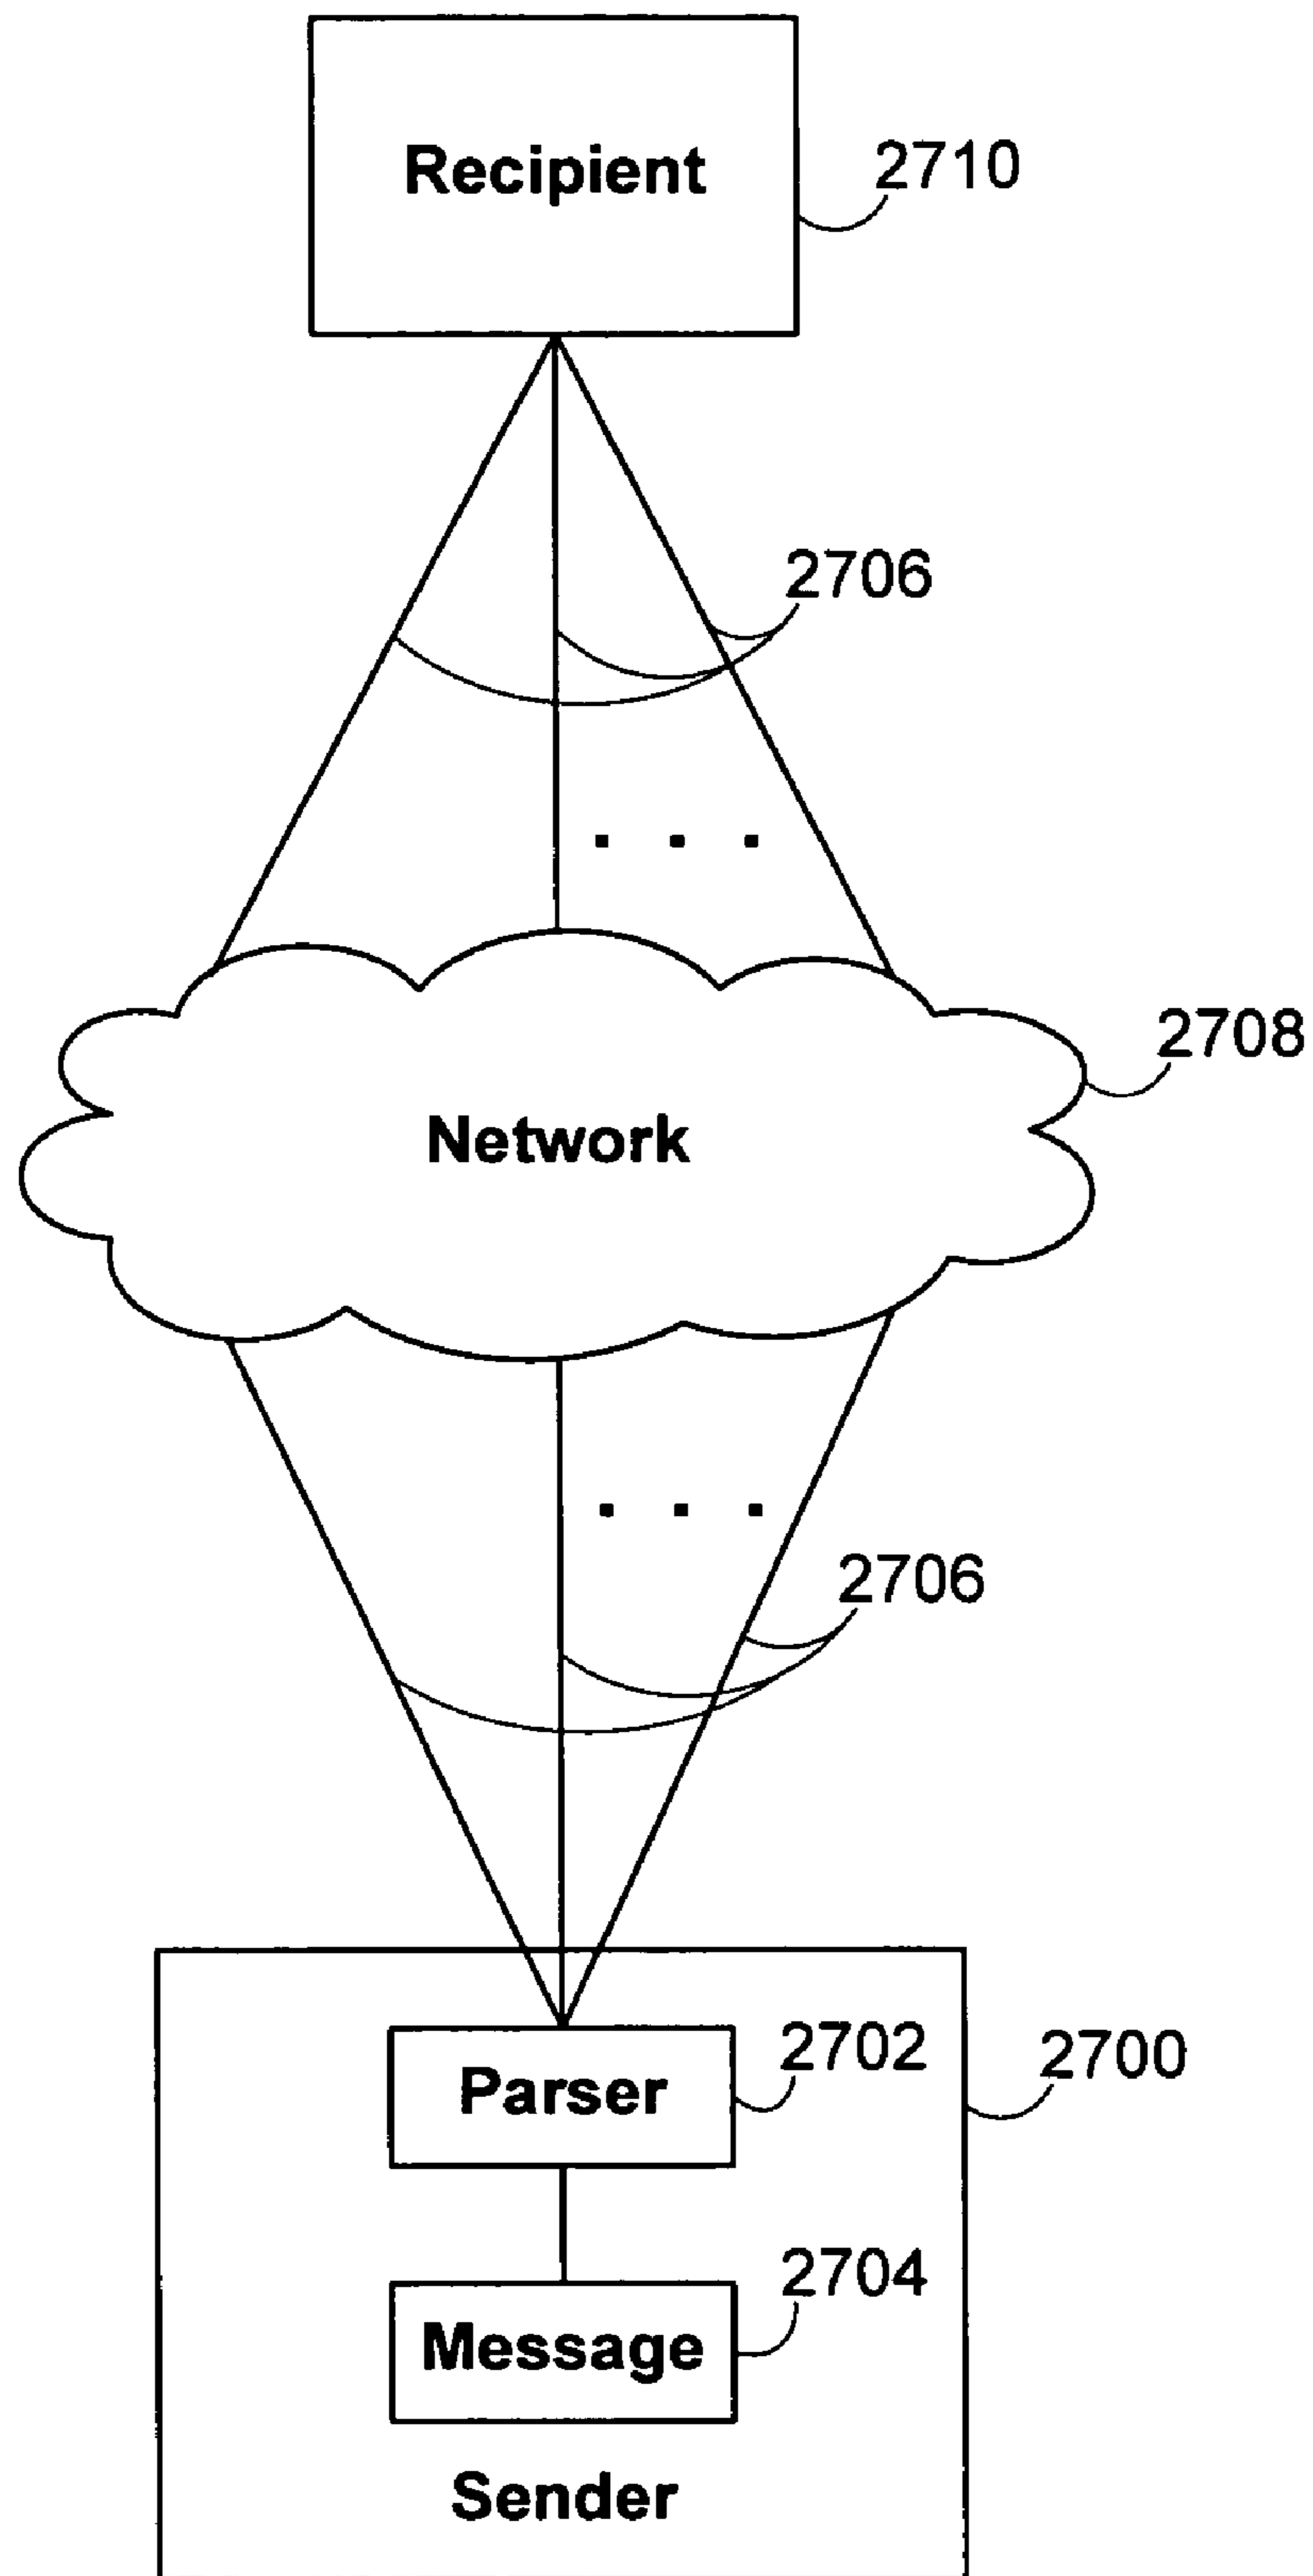 Recipient
2710
2706
. . .
2708
Network
. . .
2706
2702
2700
Parser
2704
Message
Sender